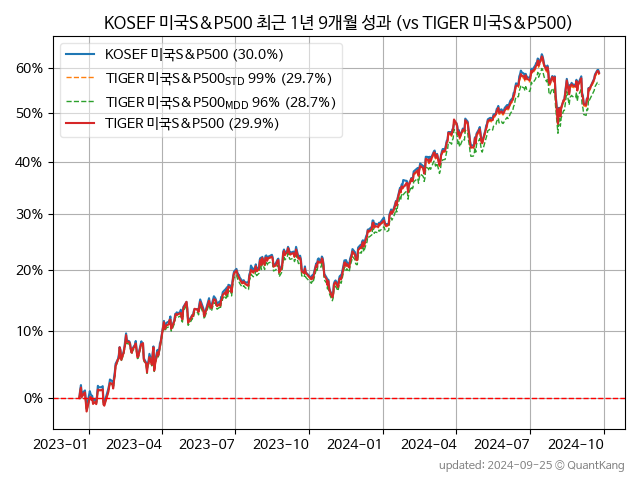 KOSEF 미국S&P500 최근 1년 9개월 성과 (vs TIGER 미국S&P500)
KOSEF 미국S&P500 (30.0%)
TIGER 미국S&P500STD 99% (29.7%)
TIGER 미국S&P500MDD 96% (28.7%)
TIGER 미국S&P500 (29.9%)
60%
50%
40%
30%
20%
10%
0%
2023-01 2023-04 2023-07 2023-10 2024-01 2024-04 2024-07 2024-10
updated: 2024-09-25 © QuantKang